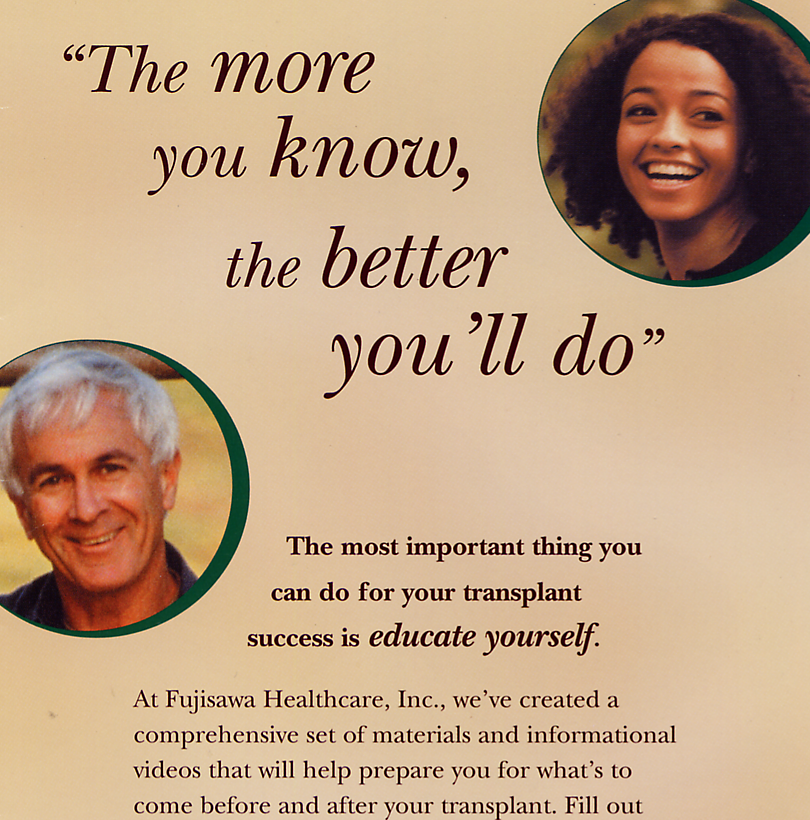 “The more
you know,
the better
you’ll do”
The most important thing you
can do for your transplant
success is educate yourself.
At Fujisawa Healthcare, Inc., we’ve created a
comprehensive set of materials and informational
videos that will help prepare you for what’s to
come before and after your transplant. Fill out